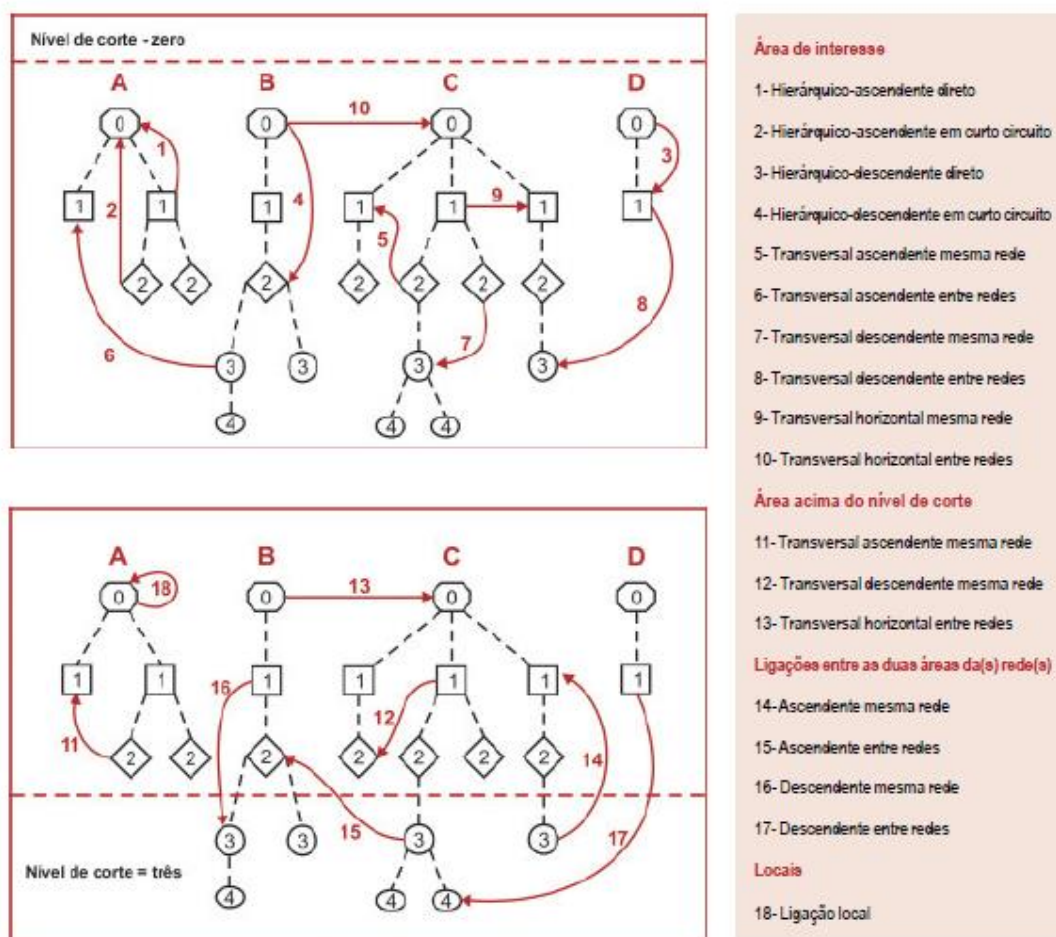 Nível de corte - zero
A B C D
10
0 0 0 0
1 3
2 4 9
1 1 1 1 1 1 1
5
2 2 2 2 2 2 2
8
6 7
3 3 3 3
4 4 4
A B C D
18 13
0 0 0 0
16
1 1 1 1 1 1 1
12
11 14
2 2 2 2 2 2 2
15 17
3 3 3 3
Nível de corte = três
4 4 4
Área de interesse
1- Hierárquico-ascendente direto
2- Hierárquico-ascendente em curto circuito
3- Hierárquico-descendente direto
4- Hierárquico-descendente em curto circuito
5- Transversal ascendente mesma rede
6- Transversal ascendente entre redes
7- Transversal descendente mesma rede
8- Transversal descendente entre redes
9- Transversal horizontal mesma rede
10- Transversal horizontal entre redes
Área acima do nível de corte
11- Transversal ascendente mesma rede
12- Transversal descendente mesma rede
13- Transversal horizontal entre redes
Ligações entre as duas áreas da(s) rede(s)
14- Ascendente mesma rede
15- Ascendente entre redes
16- Descendente mesma rede
17- Descendente entre redes
Locais
18- Ligação local